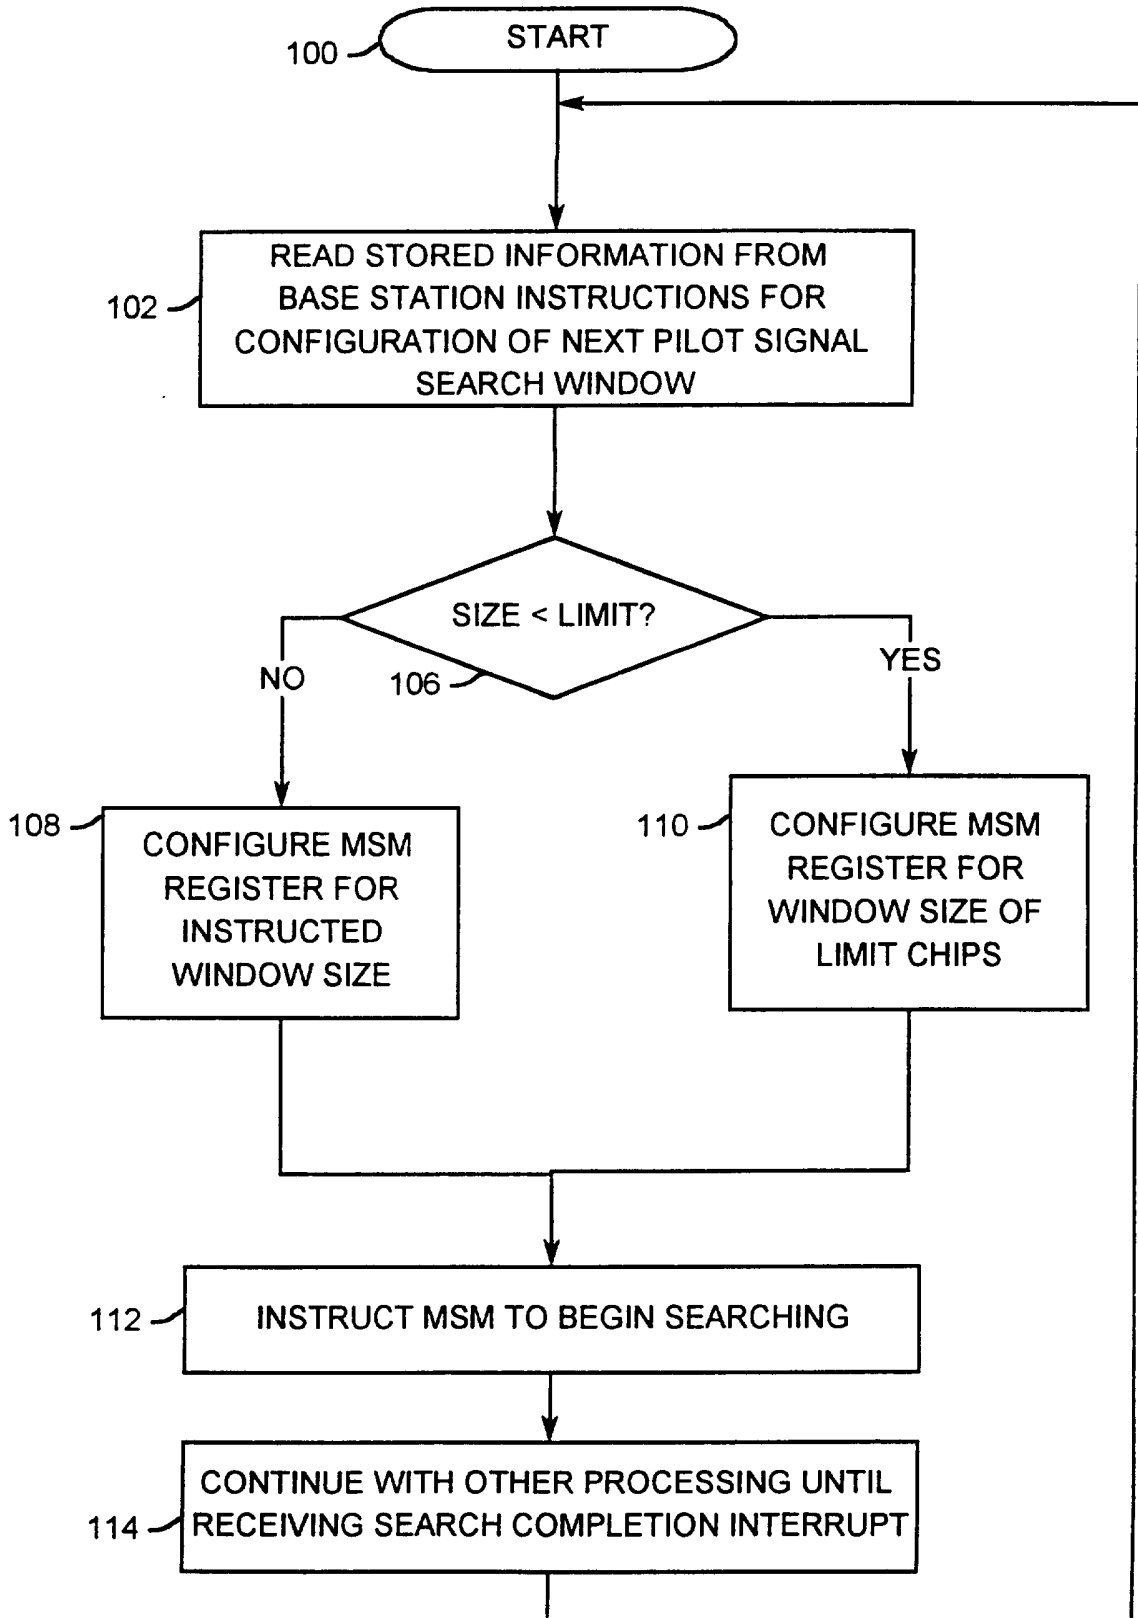 START
100
READ STORED INFORMATION FROM
BASE STATION INSTRUCTIONS FOR
CONFIGURATION OF NEXT PILOT SIGNAL
SEARCH WINDOW
102
SIZE < LIMIT?
106
NO
YES
108
CONFIGURE MSM
REGISTER FOR
INSTRUCTED
WINDOW SIZE
110
CONFIGURE MSM
REGISTER FOR
WINDOW SIZE OF
LIMIT CHIPS
112
INSTRUCT MSM TO BEGIN SEARCHING
CONTINUE WITH OTHER PROCESSING UNTIL
RECEIVING SEARCH COMPLETION INTERRUPT
114